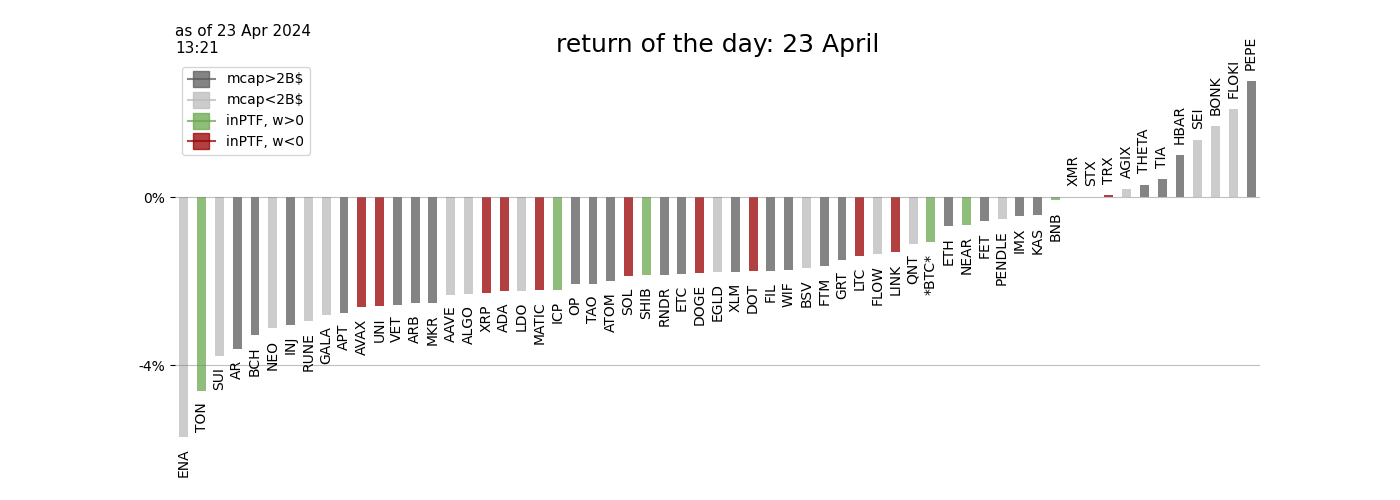 as of 23 Apr 2024
13:21
return of the day: 23 April
mcap>2B$
mcap<2B$
inPTF, w>0
inPTF, w<0
0%
-4%
ENA
TON
SUI
AR
BCH
NEO
INJ
RUNE
GALA
APT
AVAX
UNI
VET
ARB
MKR
AAVE
ALGO
XRP
ADA
LDO
MATIC
ICP
OP
TAO
ATOM
SOL
SHIB
RNDR
ETC
DOGE
EGLD
XLM
DOT
FIL
WIF
BSV
FTM
GRT
LTC
FLOW
LINK
QNT
*BTC*
ETH
NEAR
FET
PENDLE
IMX
KAS
BNB
XMR
STX
TRX
AGIX
THETA
TIA
HBAR
SEI
BONK
FLOKI
PEPE